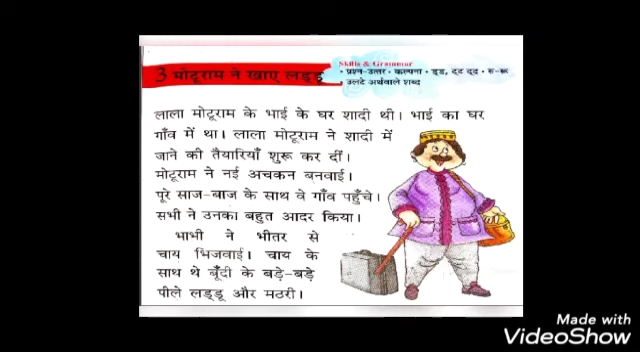 3 मोटूराम ने खाए लड्डू
Skills & Grammar
• प्रश्न-उत्तर • कल्पना • ड्ड, द्द • रु-रू
उलटे अर्थवाले शब्द
लाला मोटूराम के भाई के घर शादी थी। भाई का घर
गाँव में था। लाला मोटूराम ने शादी में
जाने की तैयारियाँ शुरू कर दीं।
मोटूराम ने नई अचकन बनवाई।
पूरे साज-बाज के साथ वे गाँव पहुँचे।
सभी ने उनका बहुत आदर किया।
भाभी ने भीतर से
चाय भिजवाई। चाय के
साथ थे बूँदी के बड़े-बड़े
पीले लड्डू और मठरी।
Made with
VideoShow